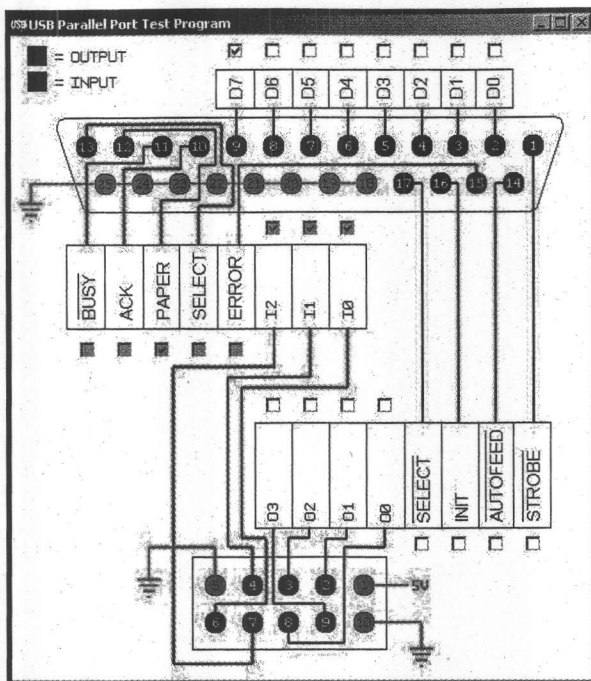 USB USB Parallel Port Test Program
= OUTPUT
= INPUT
D7 D6 D5 D4 D3 D2 D1 D0
13 12 11 10 9 8 7 6 5 4 3 2 1
25 24 23 22 21 20 19 18 17 16 15 14
BUSY ACK PAPER SELECT ERROR I2 I1 I0
O3 O2 O1 O0 SELECT INIT AUTOFEED STROBE
5 4 3 2 5V
6 7 8 9 10